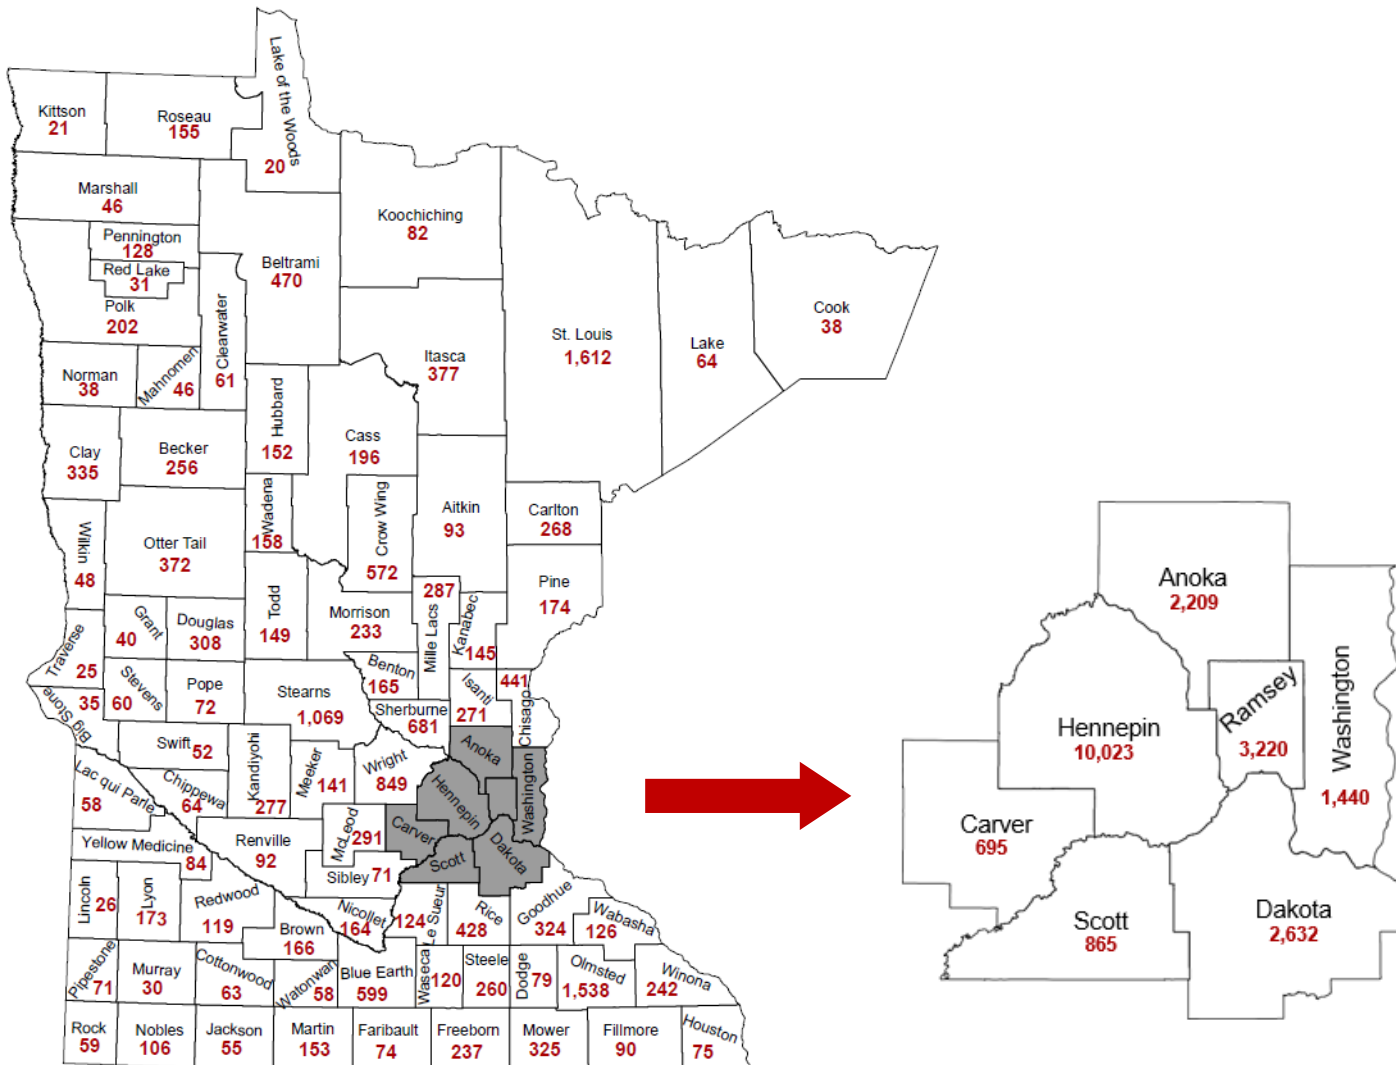 Lake of the Woods
20
Kittson
21
Roseau
155
Marshall
46
Koochiching
82
Pennington
128
Red Lake
31
Polk
202
Beltrami
470
Clearwater
61
Cook
38
St. Louis
1,612
Lake
64
Itasca
377
Norman
38
Mahnomen
46
Hubbard
152
Cass
196
Clay
335
Becker
256
Wadena
158
Crow Wing
572
Aitkin
93
Carlton
268
Wilkin
48
Otter Tail
372
Todd
149
Morrison
233
Mille Lacs
287
Kanabec
145
Pine
174
Traverse
25
Grant
40
Douglas
308
Big Stone
35
Stevens
60
Pope
72
Stearns
1,069
Benton
165
Sherburne
681
Isanti
271
Chisago
441
Swift
52
Kandiyohi
277
Meeker
141
Wright
849
Anoka
Hennepin
Washington
Lac qui Parle
58
Chippewa
64
McLeod
291
Carver
Scott
Dakota
Yellow Medicine
84
Renville
92
Sibley
71
Lincoln
26
Lyon
173
Redwood
119
Brown
166
Nicollet
164
Le Sueur
124
Rice
428
Goodhue
324
Wabasha
126
Pipestone
71
Murray
30
Cottonwood
63
Watonwan
58
Blue Earth
599
Waseca
120
Steele
260
Dodge
79
Olmsted
1,538
Winona
242
Rock
59
Nobles
106
Jackson
55
Martin
153
Faribault
74
Freeborn
237
Mower
325
Fillmore
90
Houston
75
Anoka
2,209
Hennepin
10,023
Ramsey
3,220
Washington
1,440
Carver
695
Scott
865
Dakota
2,632